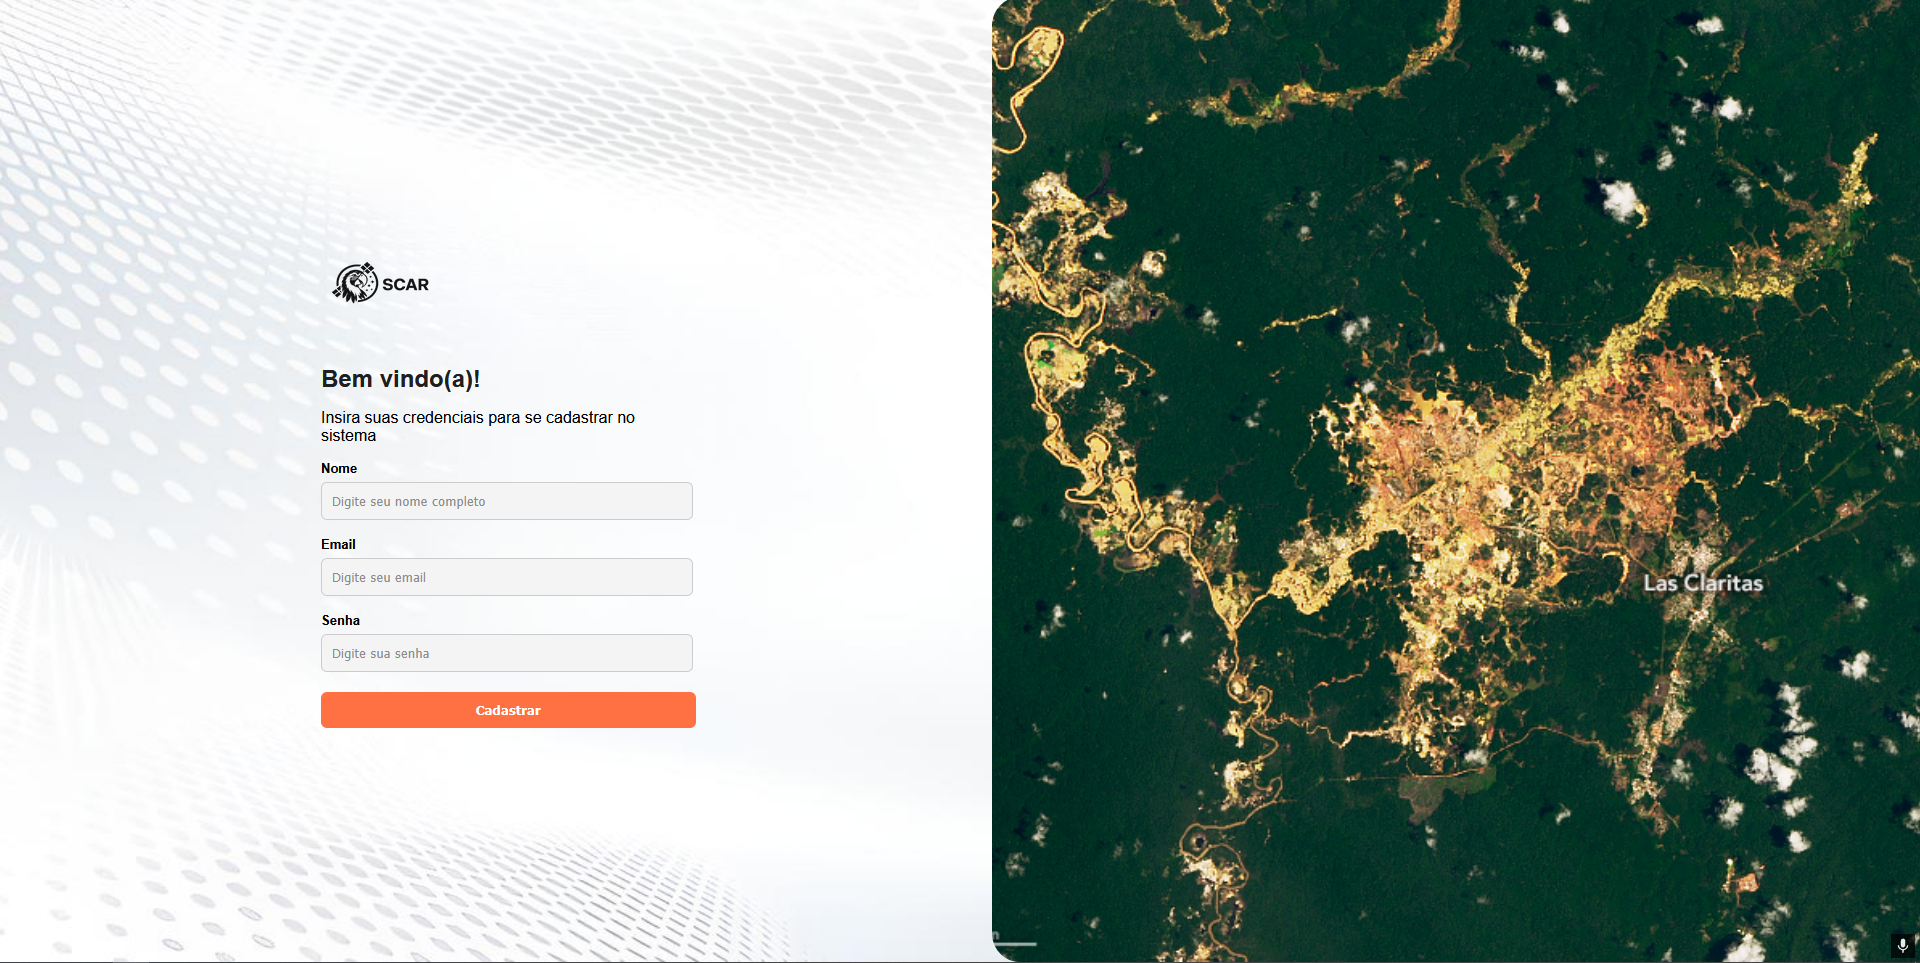 SCAR
Bem vindo(a)!
Insira suas credenciais para se cadastrar no
sistema
Nome
Digite seu nome completo
Email
Digite seu email
Senha
Digite sua senha
Cadastrar
Las Claritas